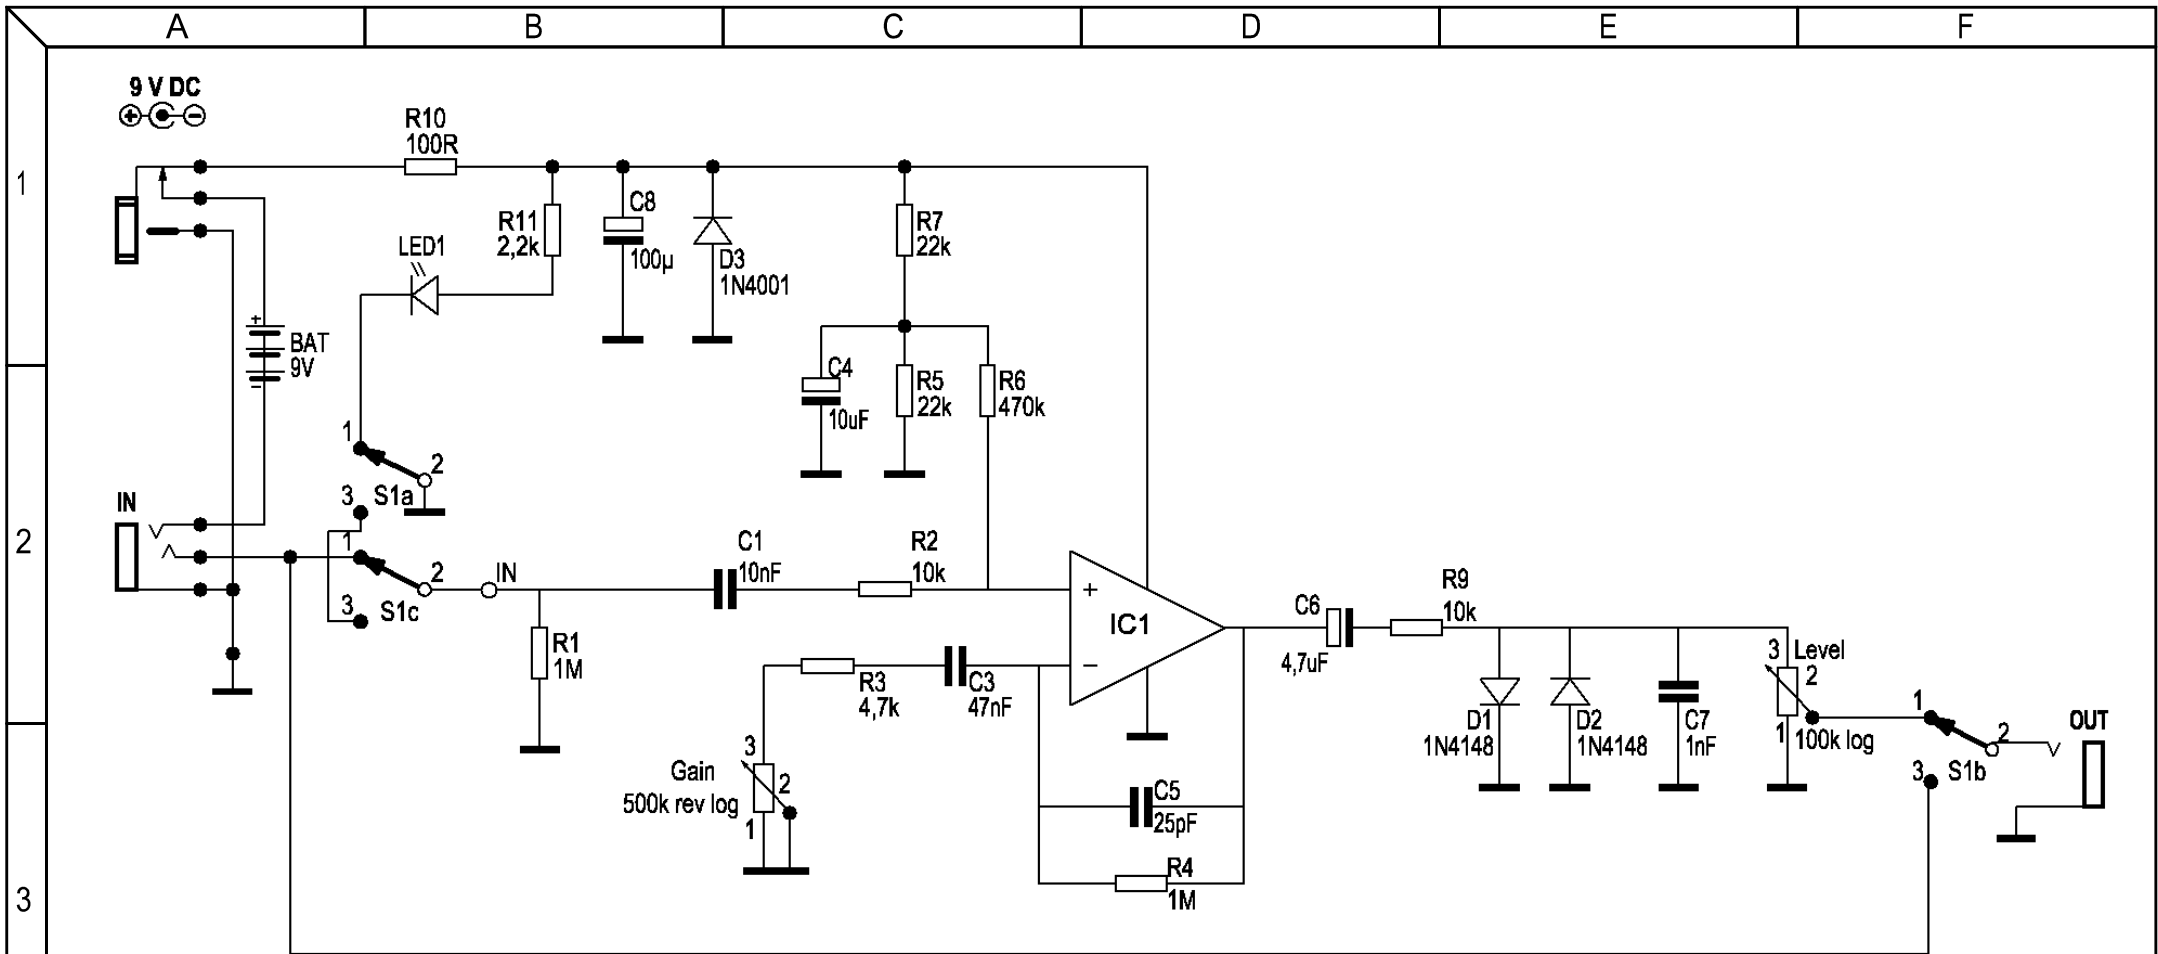 A B C D E F
9 V DC
R10
100R
1
C8
R11
2,2k
R7
22k
LED1
100µ
D3
1N4001
BAT
9V
C4
10uF
R5
22k
R6
470k
1
2
3 S1a
IN
2
1
C1
10nF
R2
10k
2
IN
3 S1c
R1
1M
+
IC1
−
C6
4,7uF
R9
10k
R3
4,7k
C3
47nF
3 Level
2
D1
1N4148
D2
1N4148
C7
1nF
1 100k log
1
2
3 S1b
OUT
3
Gain
2
500k rev log
1
C5
25pF
R4
1M
3